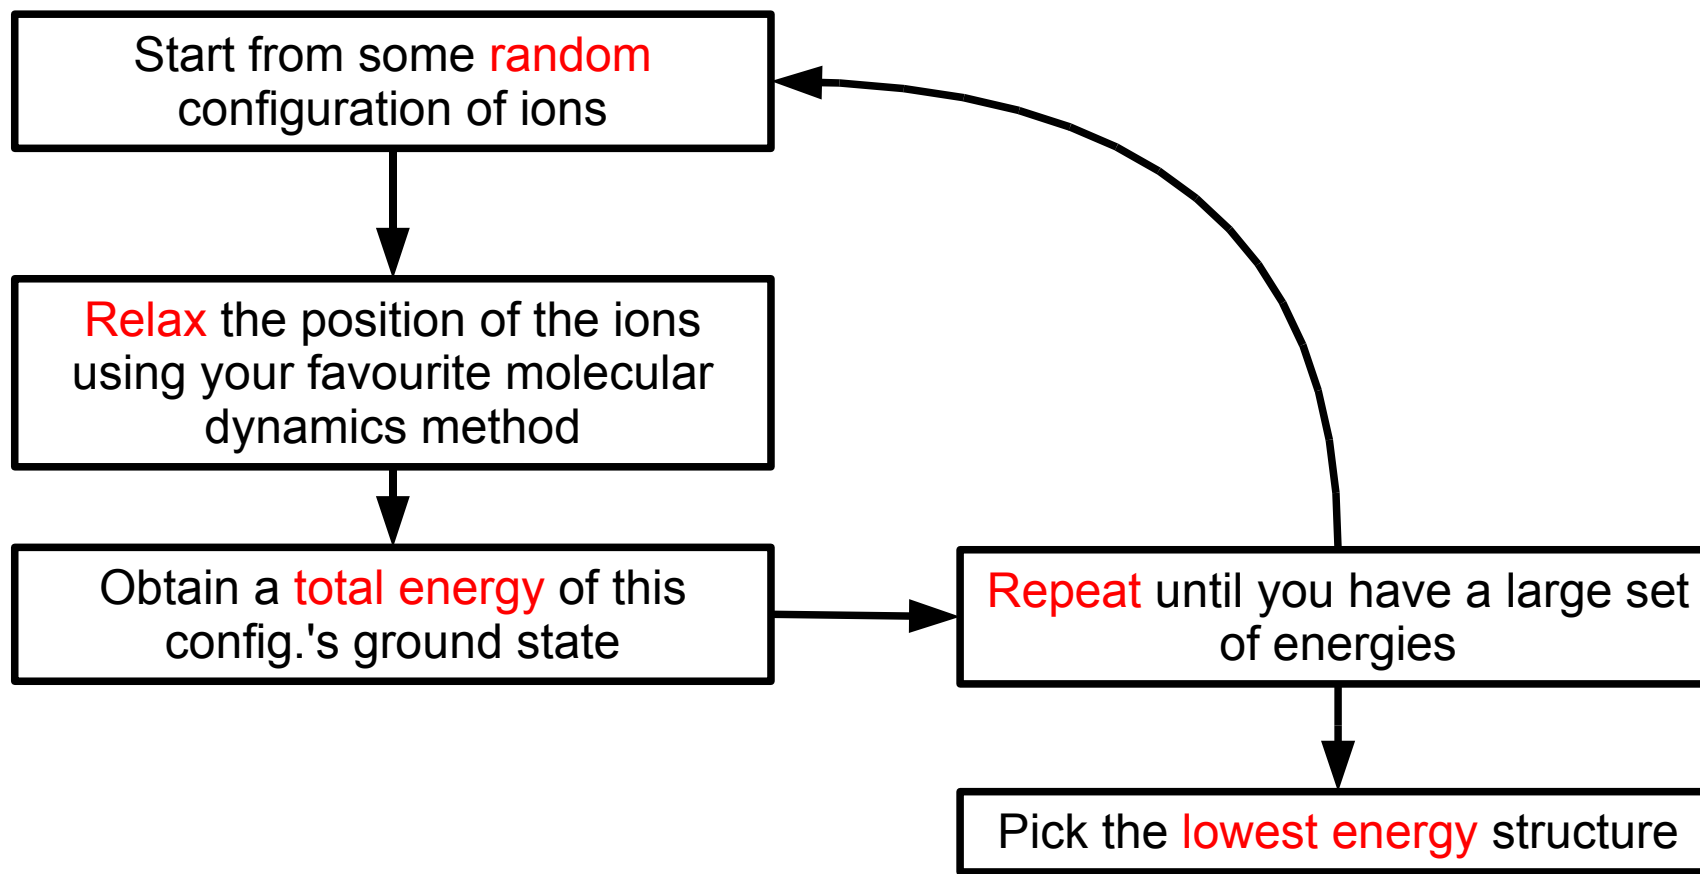 Start from some random
configuration of ions
Relax the position of the ions
using your favourite molecular
dynamics method
Obtain a total energy of this
config.'s ground state
Repeat until you have a large set
of energies
Pick the lowest energy structure